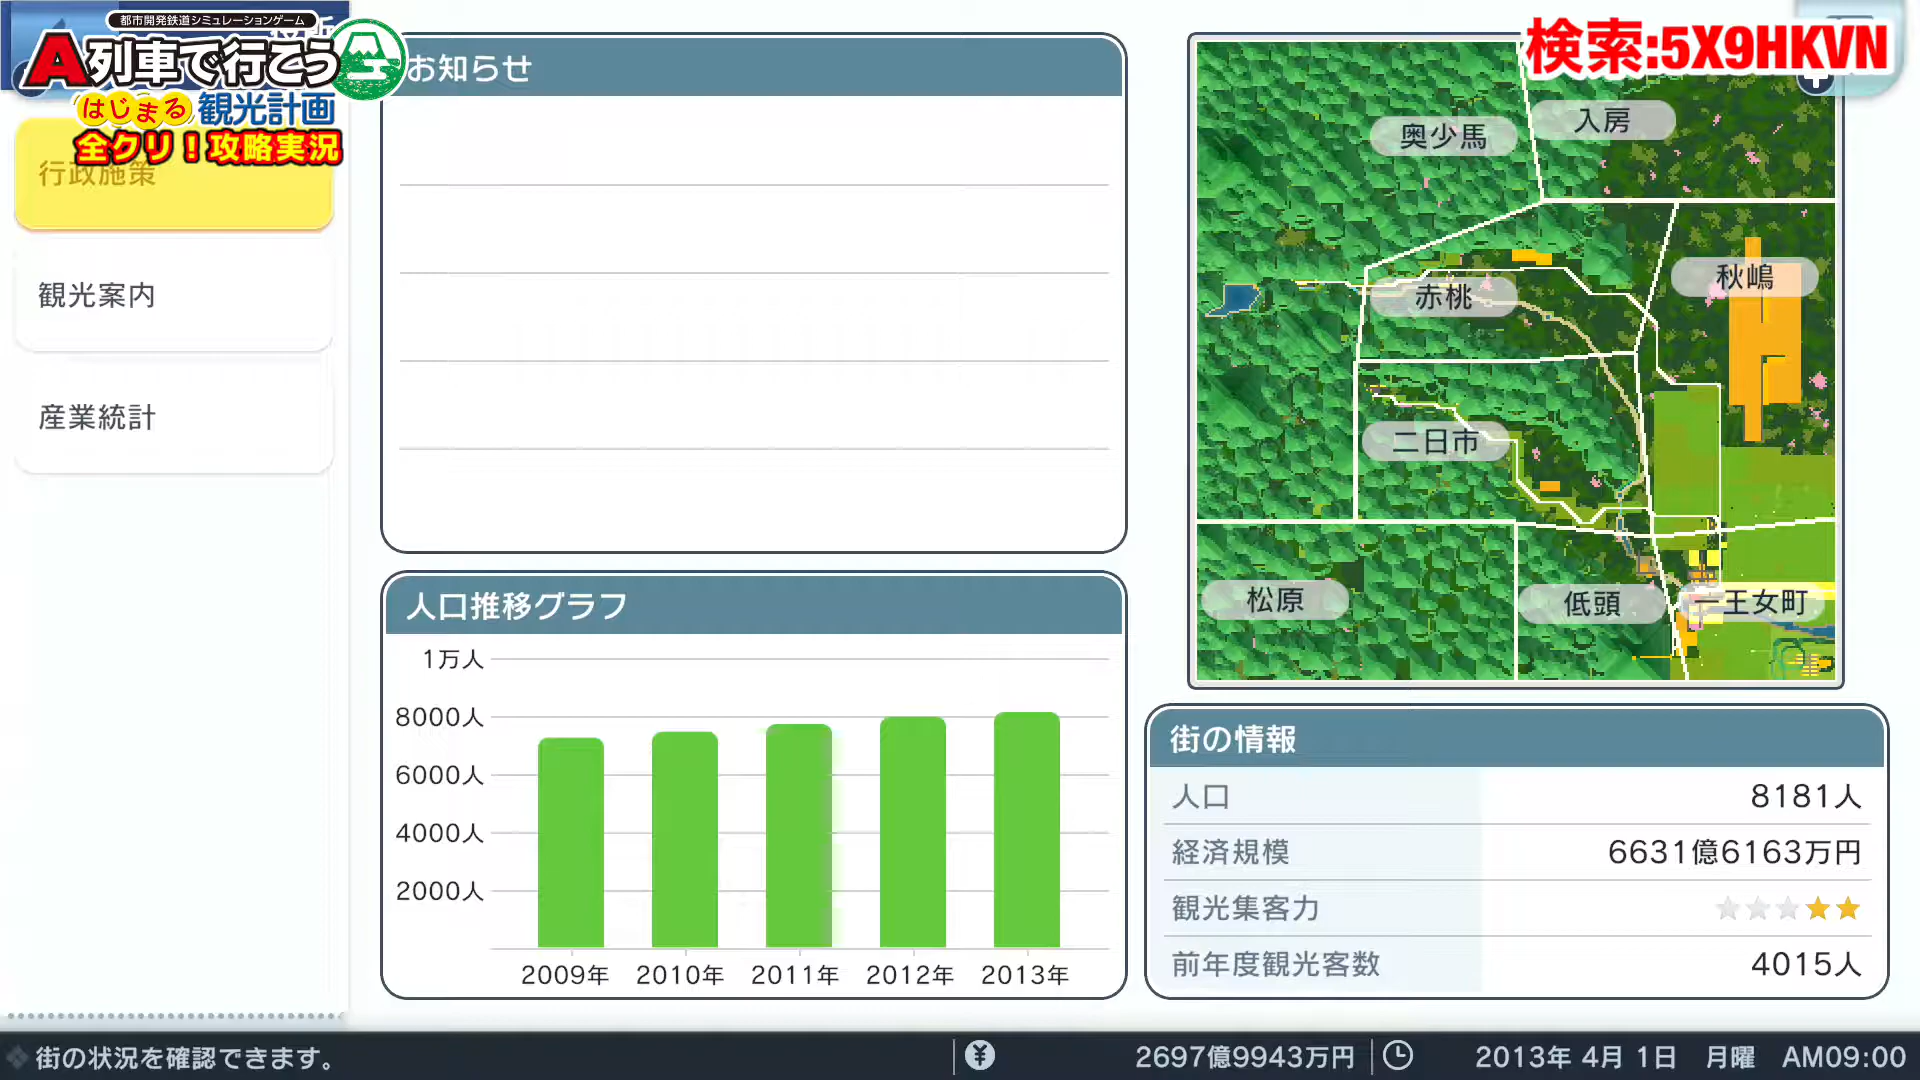 都市開発鉄道シミュレーションゲーム
A列車で行こう
はじまる観光計画
全クリ！攻略実況
検索:5X9HKVN
行政施策
観光案内
産業統計
お知らせ
人口推移グラフ
1万人
8000人
6000人
4000人
2000人
2009年
2010年
2011年
2012年
2013年
奥少馬
入房
赤桃
秋嶋
二日市
松原
低頭
一王女町
街の情報
人口 8181人
経済規模 6631億6163万円
観光集客力
前年度観光客数 4015人
街の状況を確認できます。
2697億9943万円
2013年 4月 1日 月曜 AM09:00